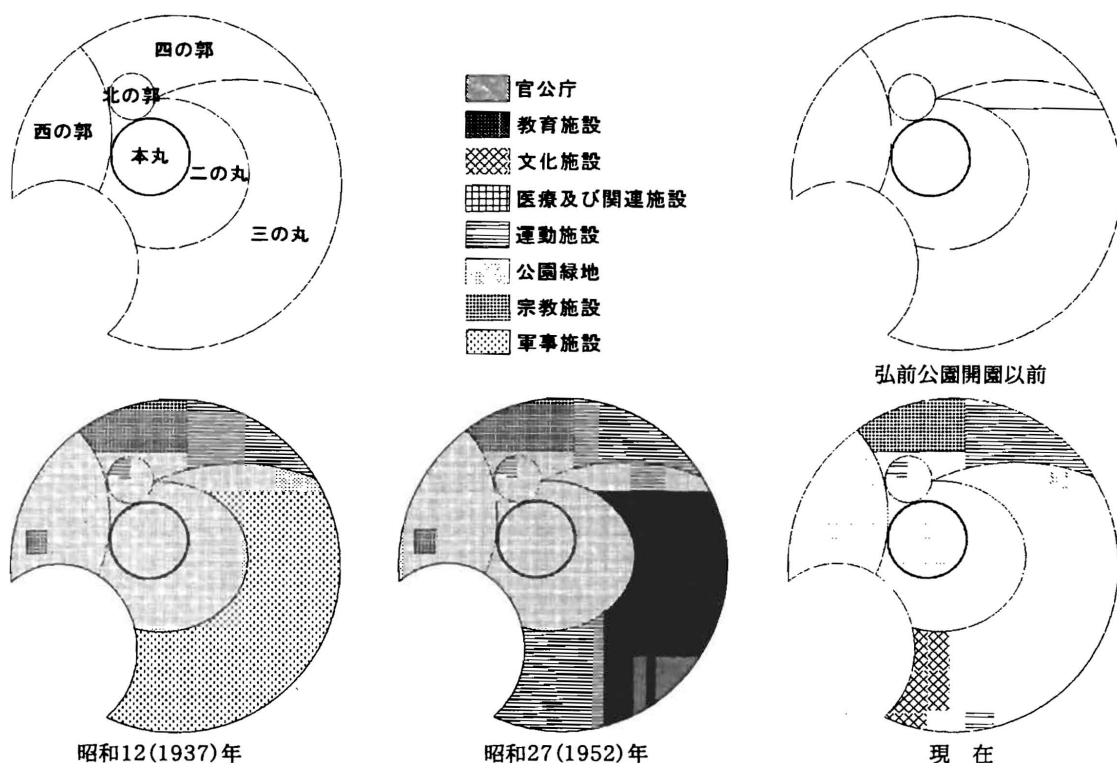 四の郭
北の郭
西の郭
本丸
二の丸
三の丸
官公庁
教育施設
文化施設
医療及び関連施設
運動施設
公園緑地
宗教施設
軍事施設
弘前公園開園以前
昭和12(1937)年
昭和27(1952)年
現 在